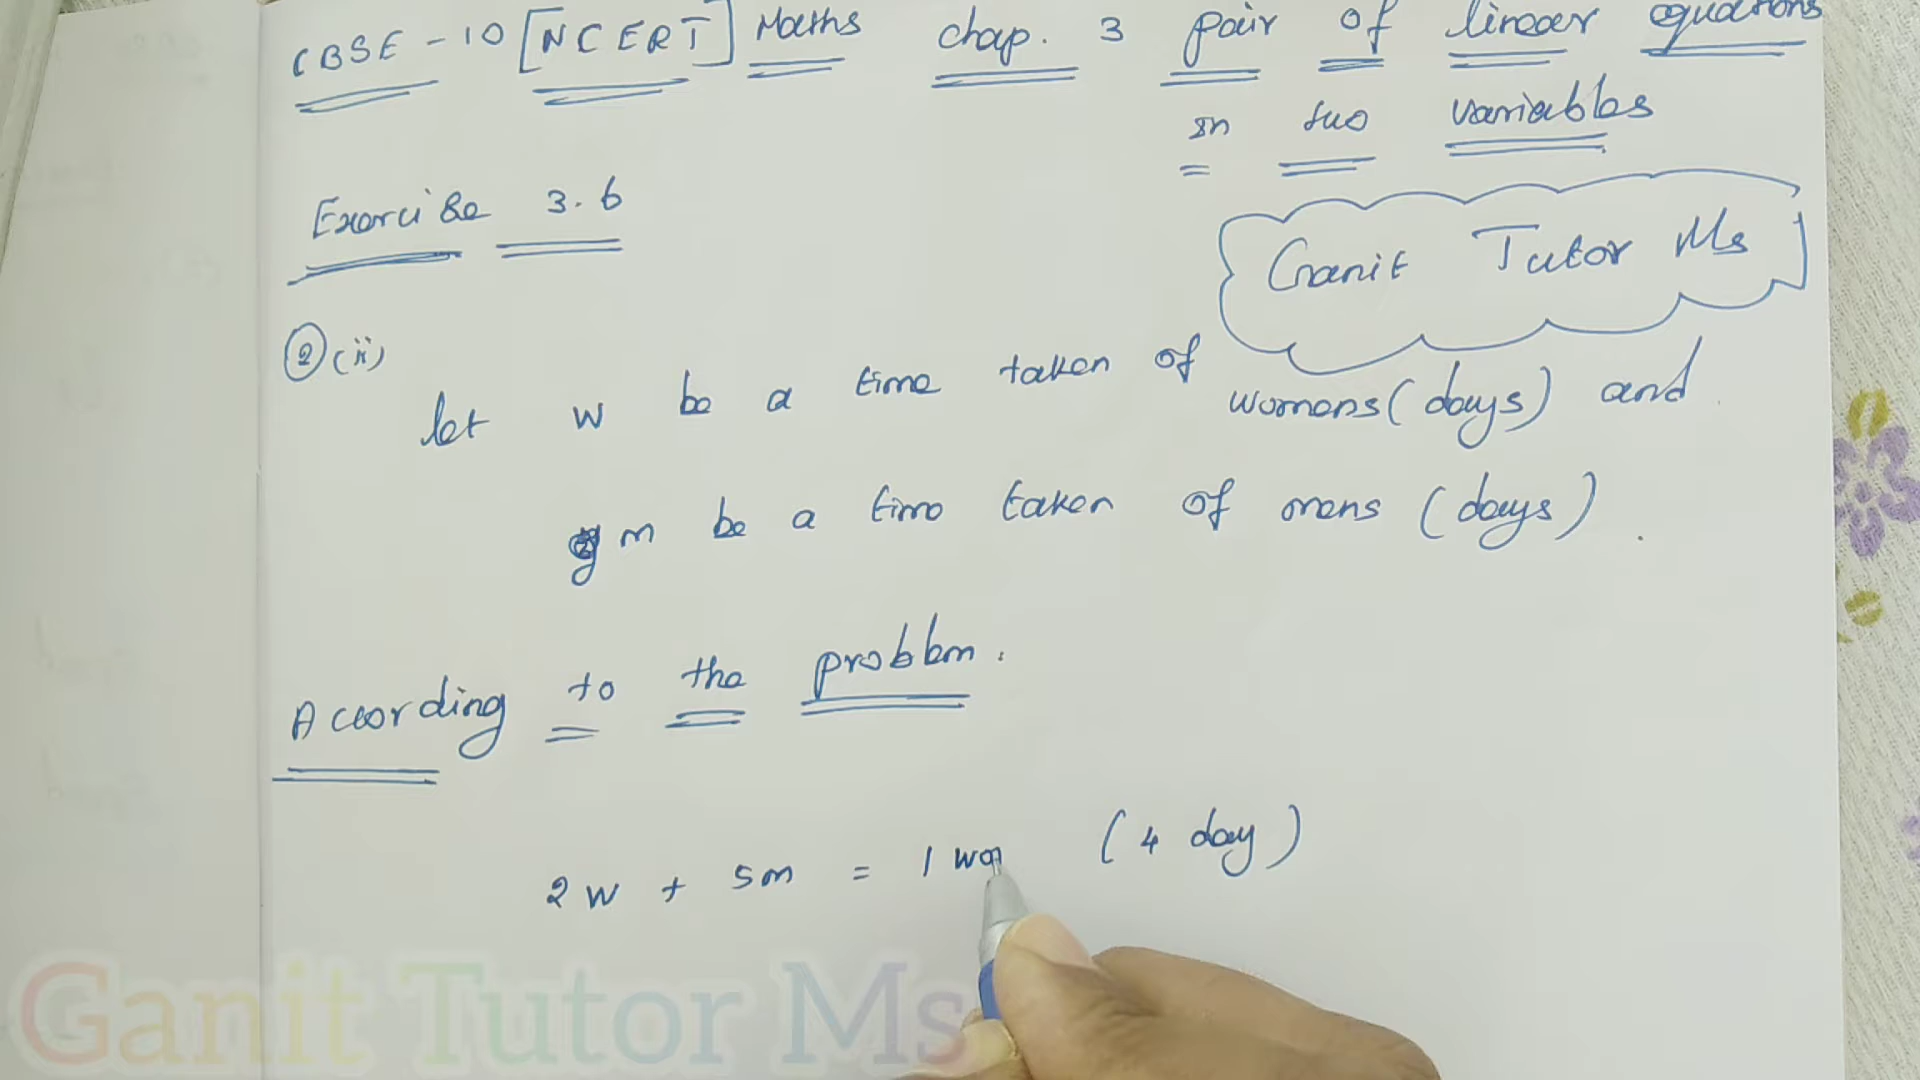 CBSE - 10 [NCERT] Maths chap. 3 pair of linear equations
in two variables
Exercise 3.6
Ganit Tutor Ms
2 (ii)
let w be a time taken of womens (days) and
m be a time taken of mens (days).
According to the problem.
2w + 5m = 1 wo (4 day)
Ganit Tutor Ms